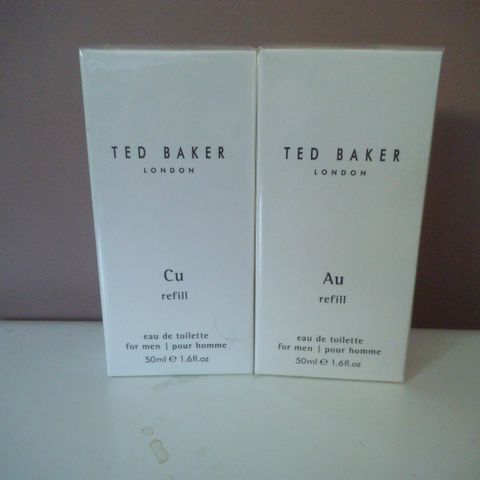 TED BAKER
LONDON
Cu
refill
eau de toilette
for men | pour homme
50ml ℮ 1.6fl.oz
TED BAKER
LONDON
Au
refill
eau de toilette
for men | pour homme
50ml ℮ 1.6fl.oz